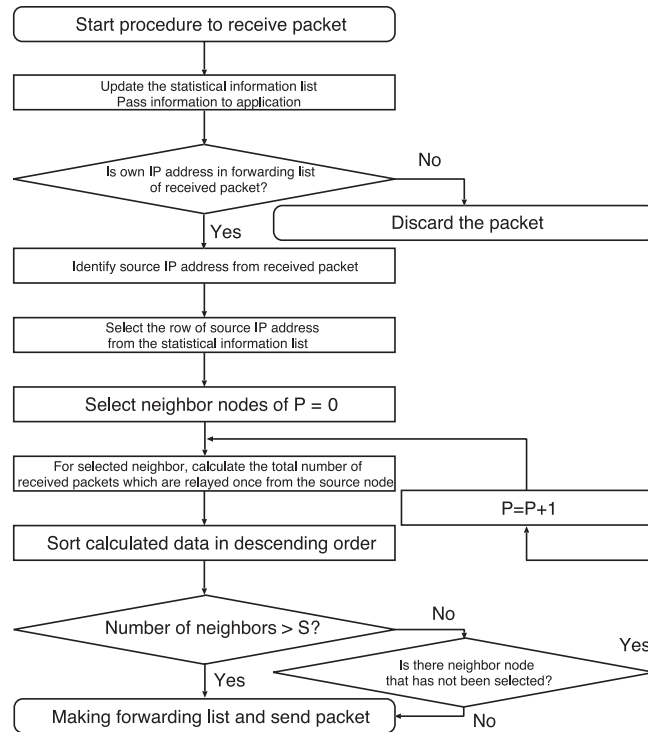 Start procedure to receive packet
Update the statistical information list
Pass information to application
Is own IP address in forwarding list
of received packet?
No
Discard the packet
Yes
Identify source IP address from received packet
Select the row of source IP address
from the statistical information list
Select neighbor nodes of P = 0
For selected neighbor, calculate the total number of
received packets which are relayed once from the source node
P=P+1
Sort calculated data in descending order
Number of neighbors > S?
No
Yes
Is there neighbor node
that has not been selected?
Yes
No
Making forwarding list and send packet